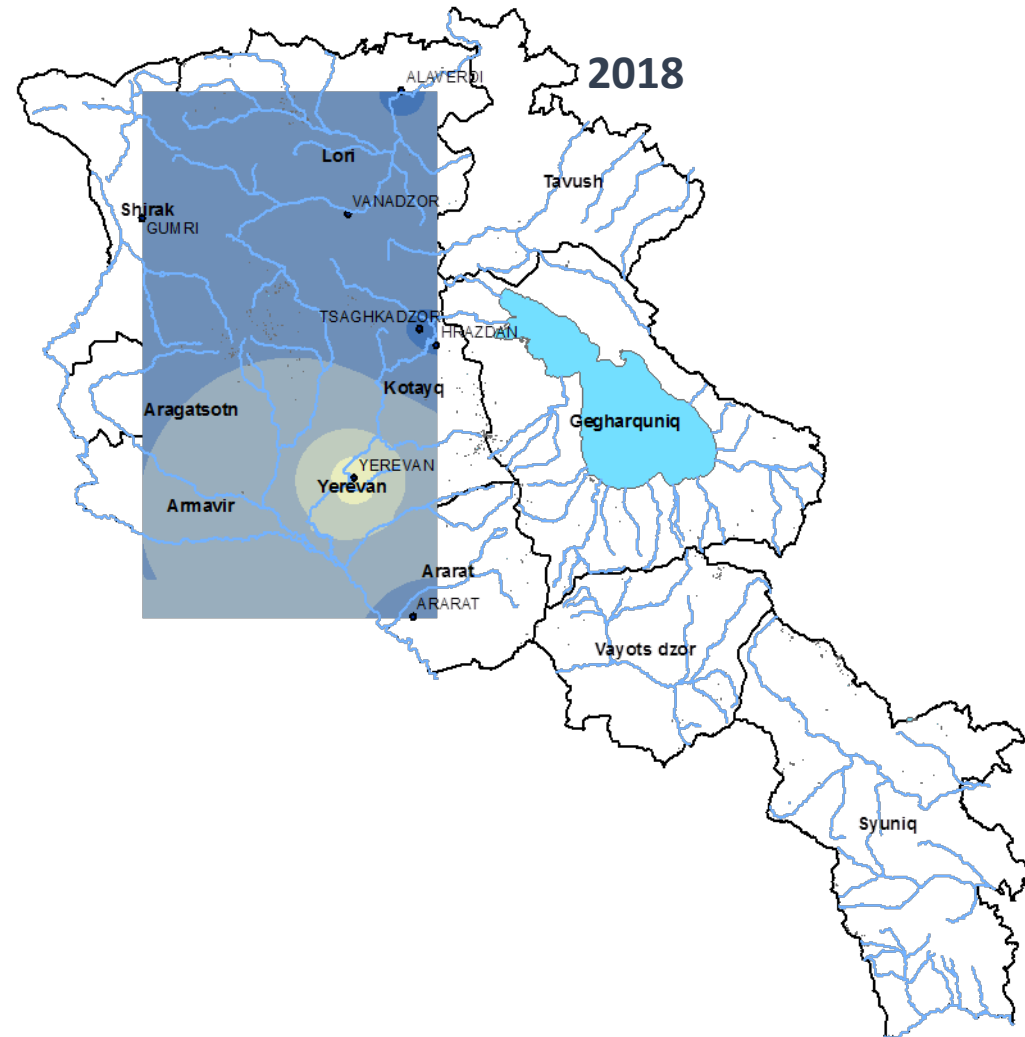 2018
ALAVERDI
Lori
Tavush
VANADZOR
Shirak
GUMRI
TSAGHKADZOR
HRAZDAN
Kotayq
Aragatsotn
Gegharquniq
YEREVAN
Yerevan
Armavir
Ararat
ARARAT
Vayots dzor
Syuniq